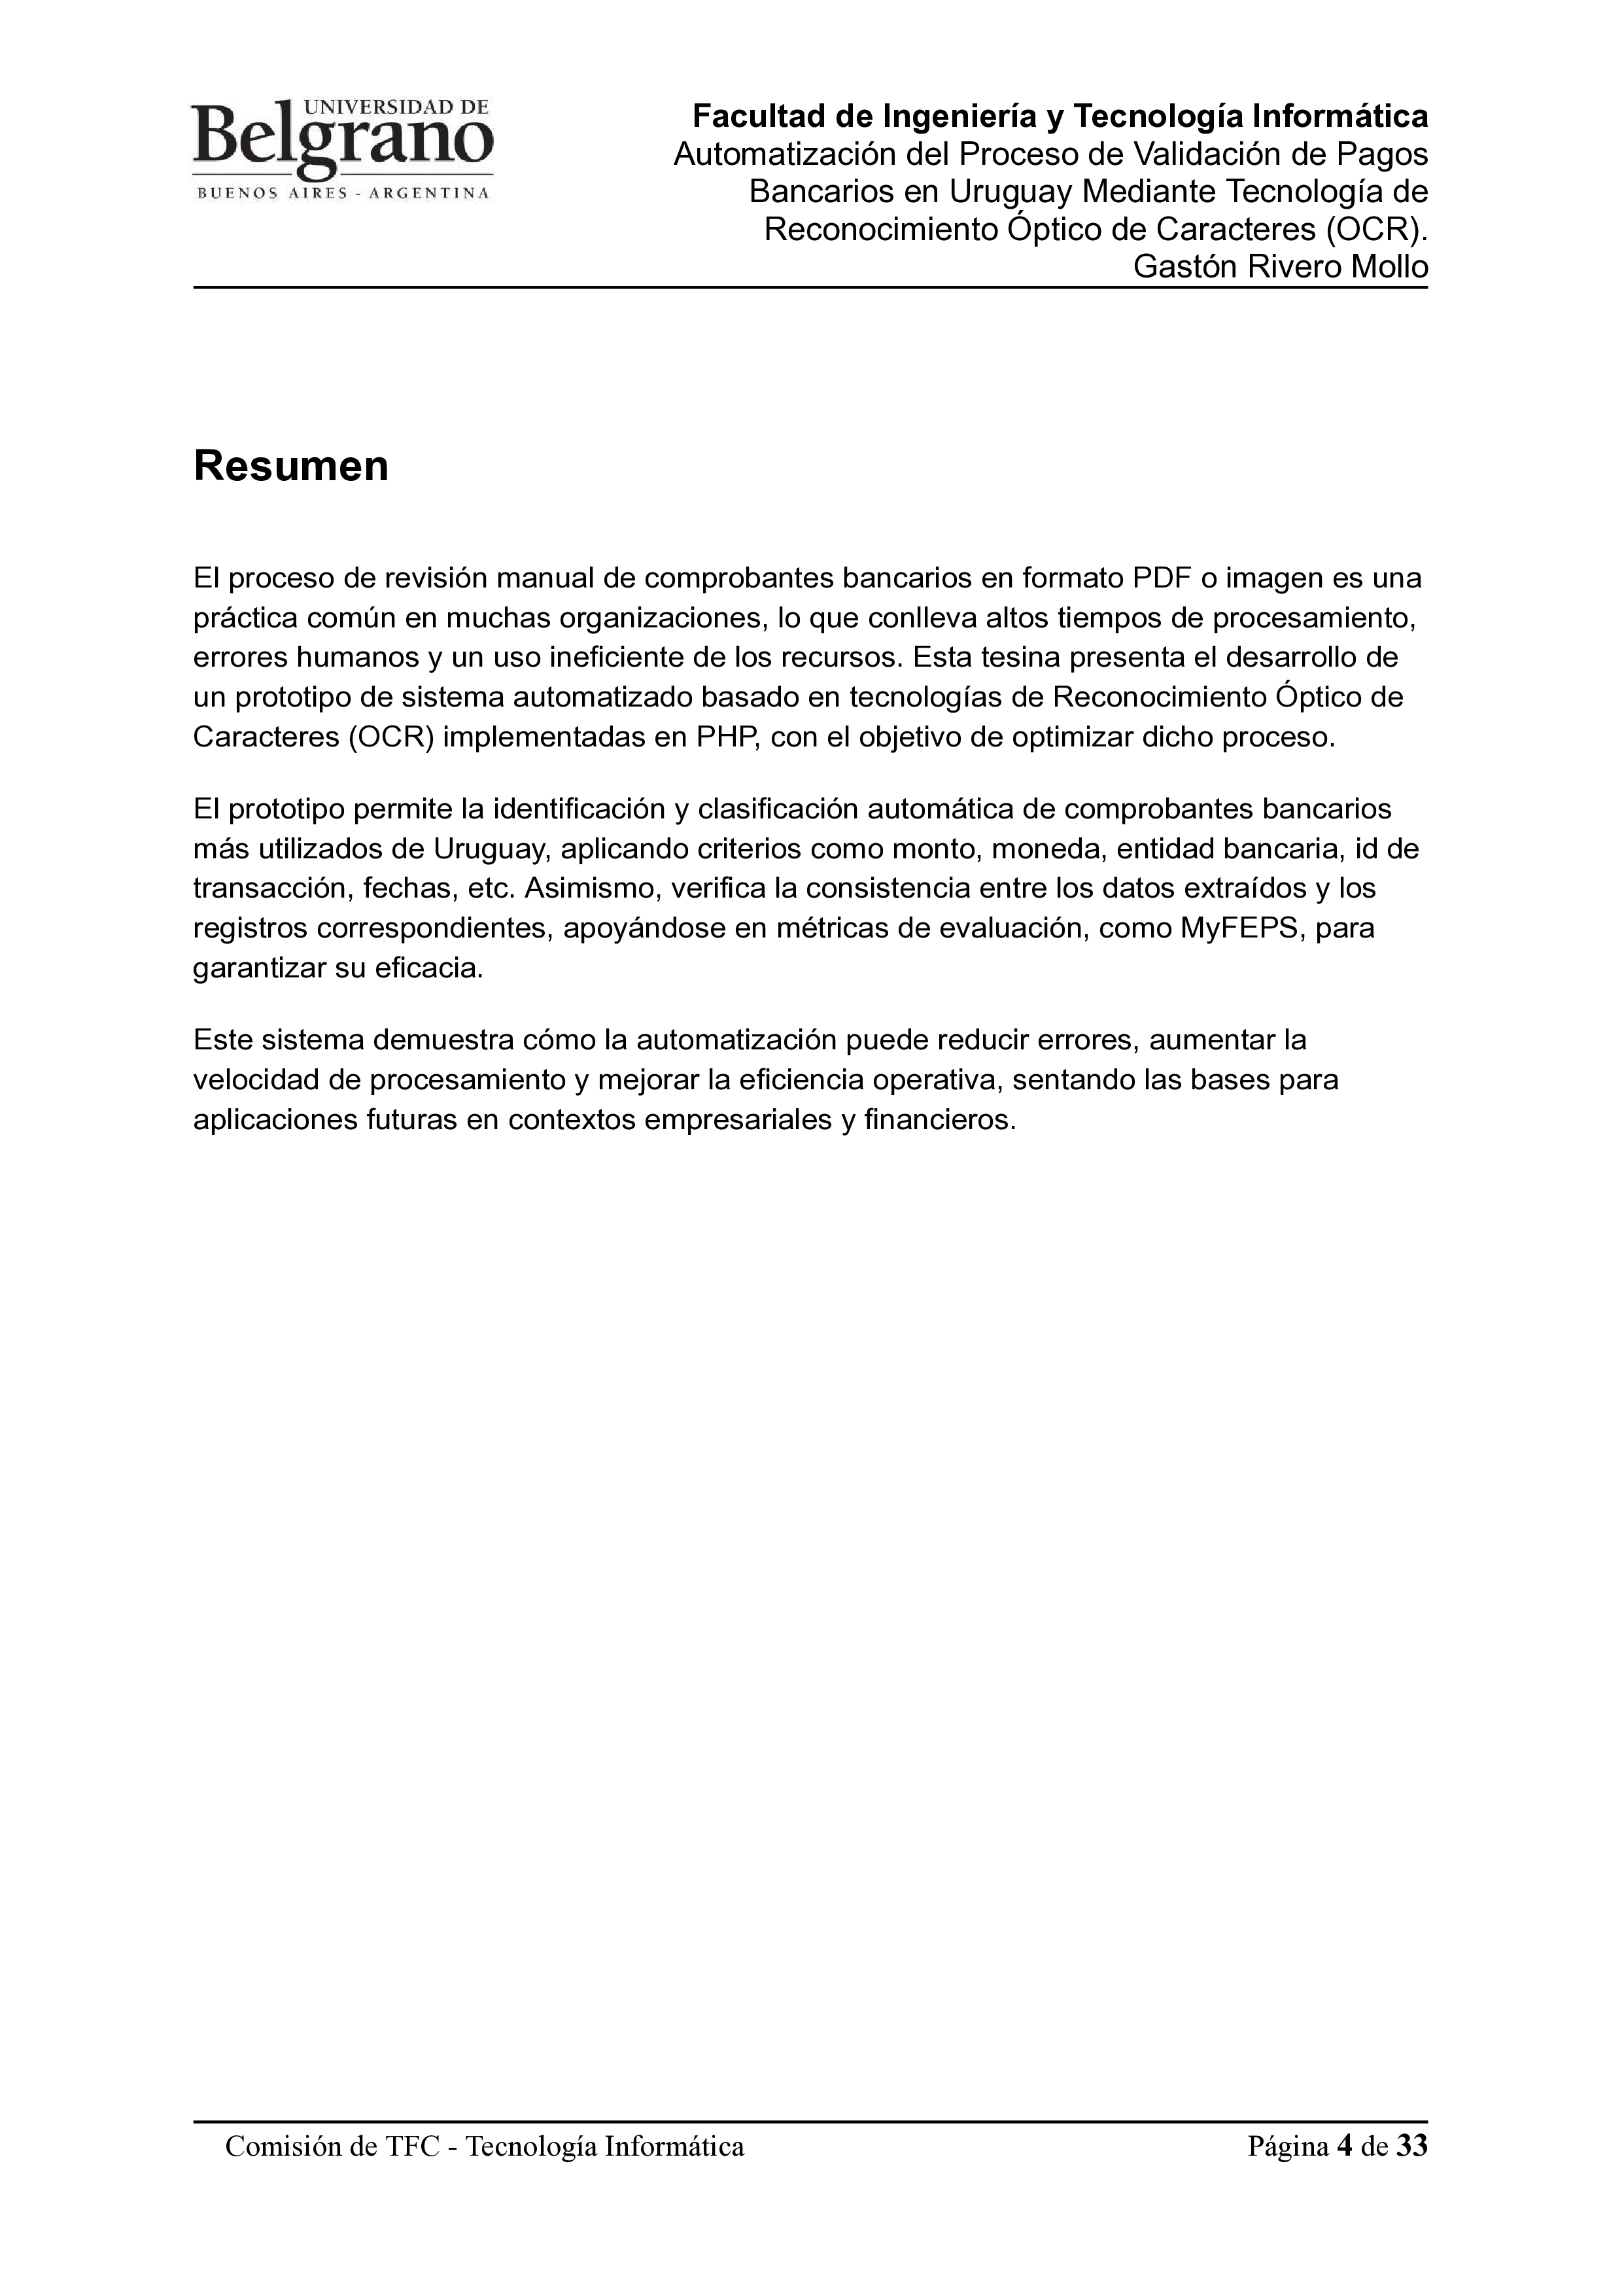 UNIVERSIDAD DE
Belgrano
BUENOS AIRES - ARGENTINA
Facultad de Ingeniería y Tecnología Informática
Automatización del Proceso de Validación de Pagos
Bancarios en Uruguay Mediante Tecnología de
Reconocimiento Óptico de Caracteres (OCR).
Gastón Rivero Mollo
Resumen
El proceso de revisión manual de comprobantes bancarios en formato PDF o imagen es una
práctica común en muchas organizaciones, lo que conlleva altos tiempos de procesamiento,
errores humanos y un uso ineficiente de los recursos. Esta tesina presenta el desarrollo de
un prototipo de sistema automatizado basado en tecnologías de Reconocimiento Óptico de
Caracteres (OCR) implementadas en PHP, con el objetivo de optimizar dicho proceso.
El prototipo permite la identificación y clasificación automática de comprobantes bancarios
más utilizados de Uruguay, aplicando criterios como monto, moneda, entidad bancaria, id de
transacción, fechas, etc. Asimismo, verifica la consistencia entre los datos extraídos y los
registros correspondientes, apoyándose en métricas de evaluación, como MyFEPS, para
garantizar su eficacia.
Este sistema demuestra cómo la automatización puede reducir errores, aumentar la
velocidad de procesamiento y mejorar la eficiencia operativa, sentando las bases para
aplicaciones futuras en contextos empresariales y financieros.
Comisión de TFC - Tecnología Informática
Página 4 de 33